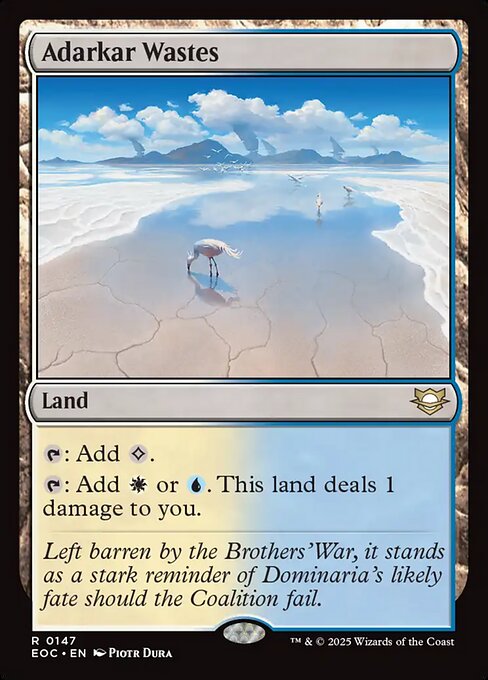 Adarkar Wastes
Land
: Add .
: Add or . This land deals 1
damage to you.
Left barren by the Brothers' War, it stands
as a stark reminder of Dominaria's likely
fate should the Coalition fail.
R 0147
EOC • EN Piotr Dura
™ & © 2025 Wizards of the Coast